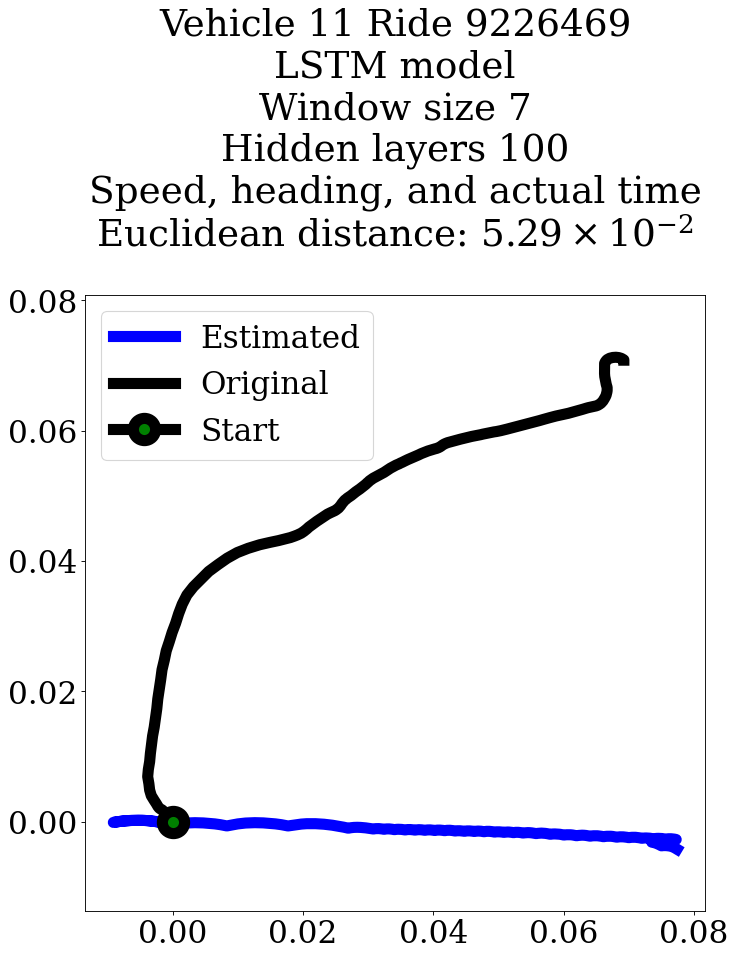 Vehicle 11 Ride 9226469
LSTM model
Window size 7
Hidden layers 100
Speed, heading, and actual time
Euclidean distance: 5.29 × 10⁻²
0.08
Estimated
Original
Start
0.06
0.04
0.02
0.00
0.00 0.02 0.04 0.06 0.08